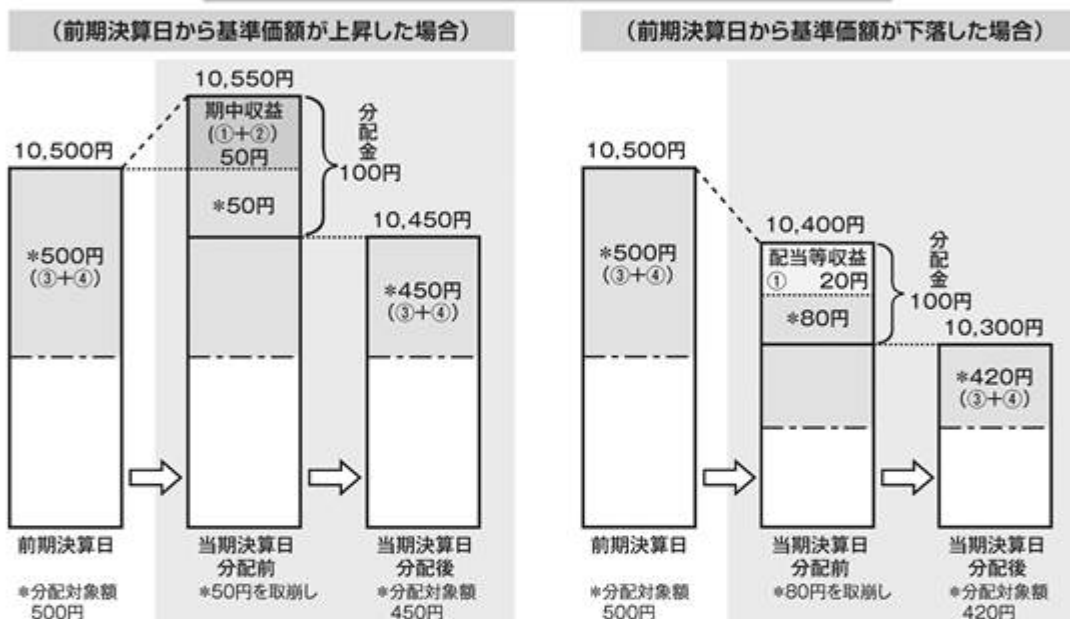 (前期決算日から基準価額が上昇した場合)
10,550円
期中収益
(①+②)
50円
*50円
分配金
100円
10,500円
*500円
(③+④)
10,450円
*450円
(③+④)
前期決算日
*分配対象額
500円
当期決算日
分配前
*50円を取崩し
当期決算日
分配後
*分配対象額
450円
(前期決算日から基準価額が下落した場合)
10,500円
*500円
(③+④)
10,400円
配当等収益
① 20円
*80円
分配金
100円
10,300円
*420円
(③+④)
前期決算日
*分配対象額
500円
当期決算日
分配前
*80円を取崩し
当期決算日
分配後
*分配対象額
420円